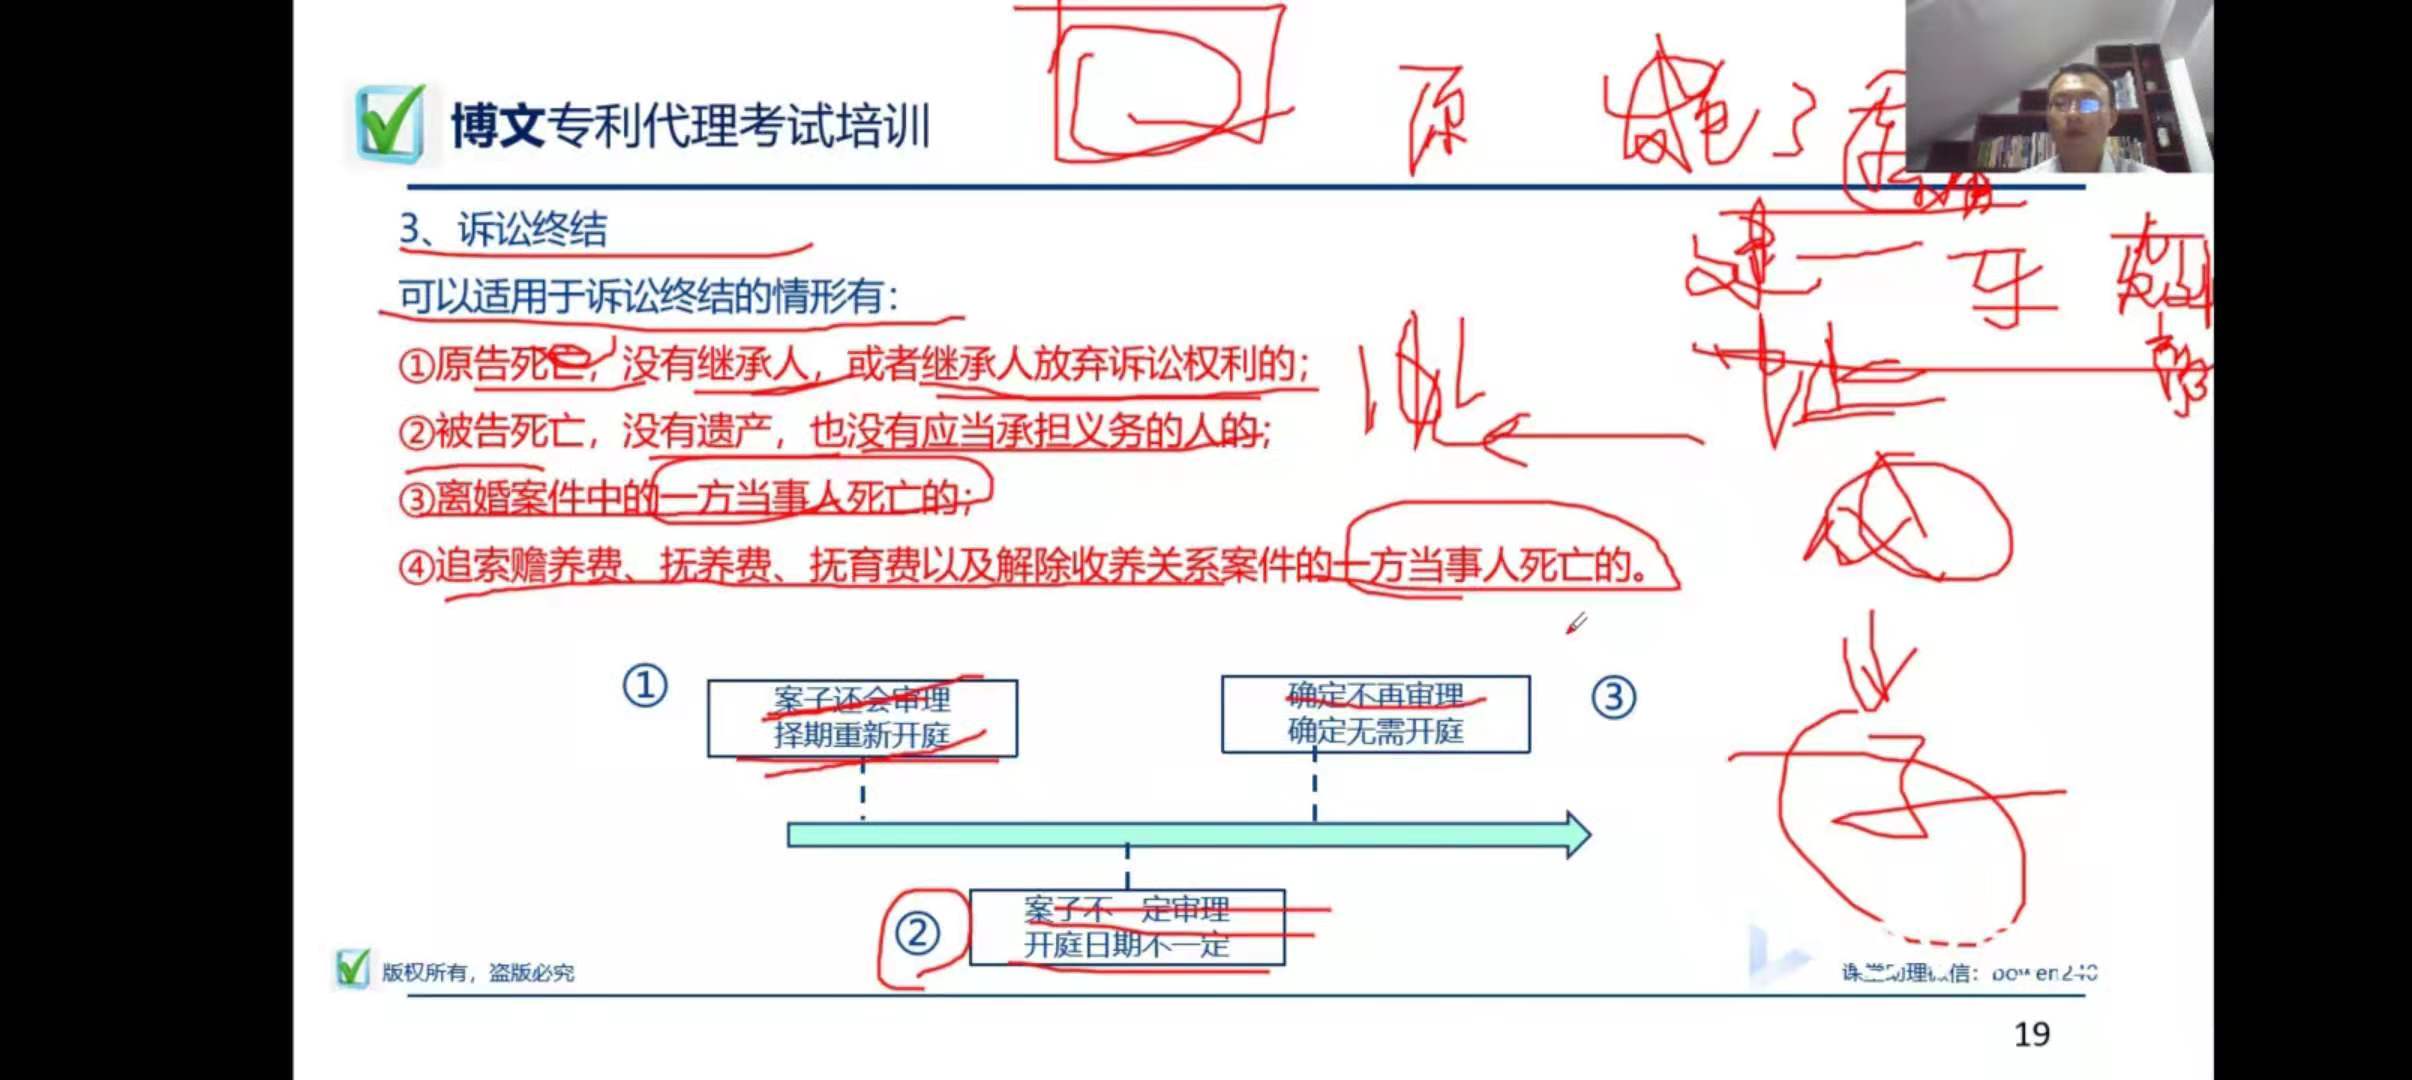 博文专利代理考试培训
原
3、诉讼终结
可以适用于诉讼终结的情形有：
①原告死亡，没有继承人，或者继承人放弃诉讼权利的；
②被告死亡，没有遗产，也没有应当承担义务的人的；
③离婚案件中的一方当事人死亡的；
④追索赡养费、抚养费、抚育费以及解除收养关系案件的一方当事人死亡的。
①
案子还会审理
择期重新开庭
确定不再审理
确定无需开庭
③
②
案子不一定审理
开庭日期不一定
版权所有，盗版必究
课堂助理微信：bowen240
19